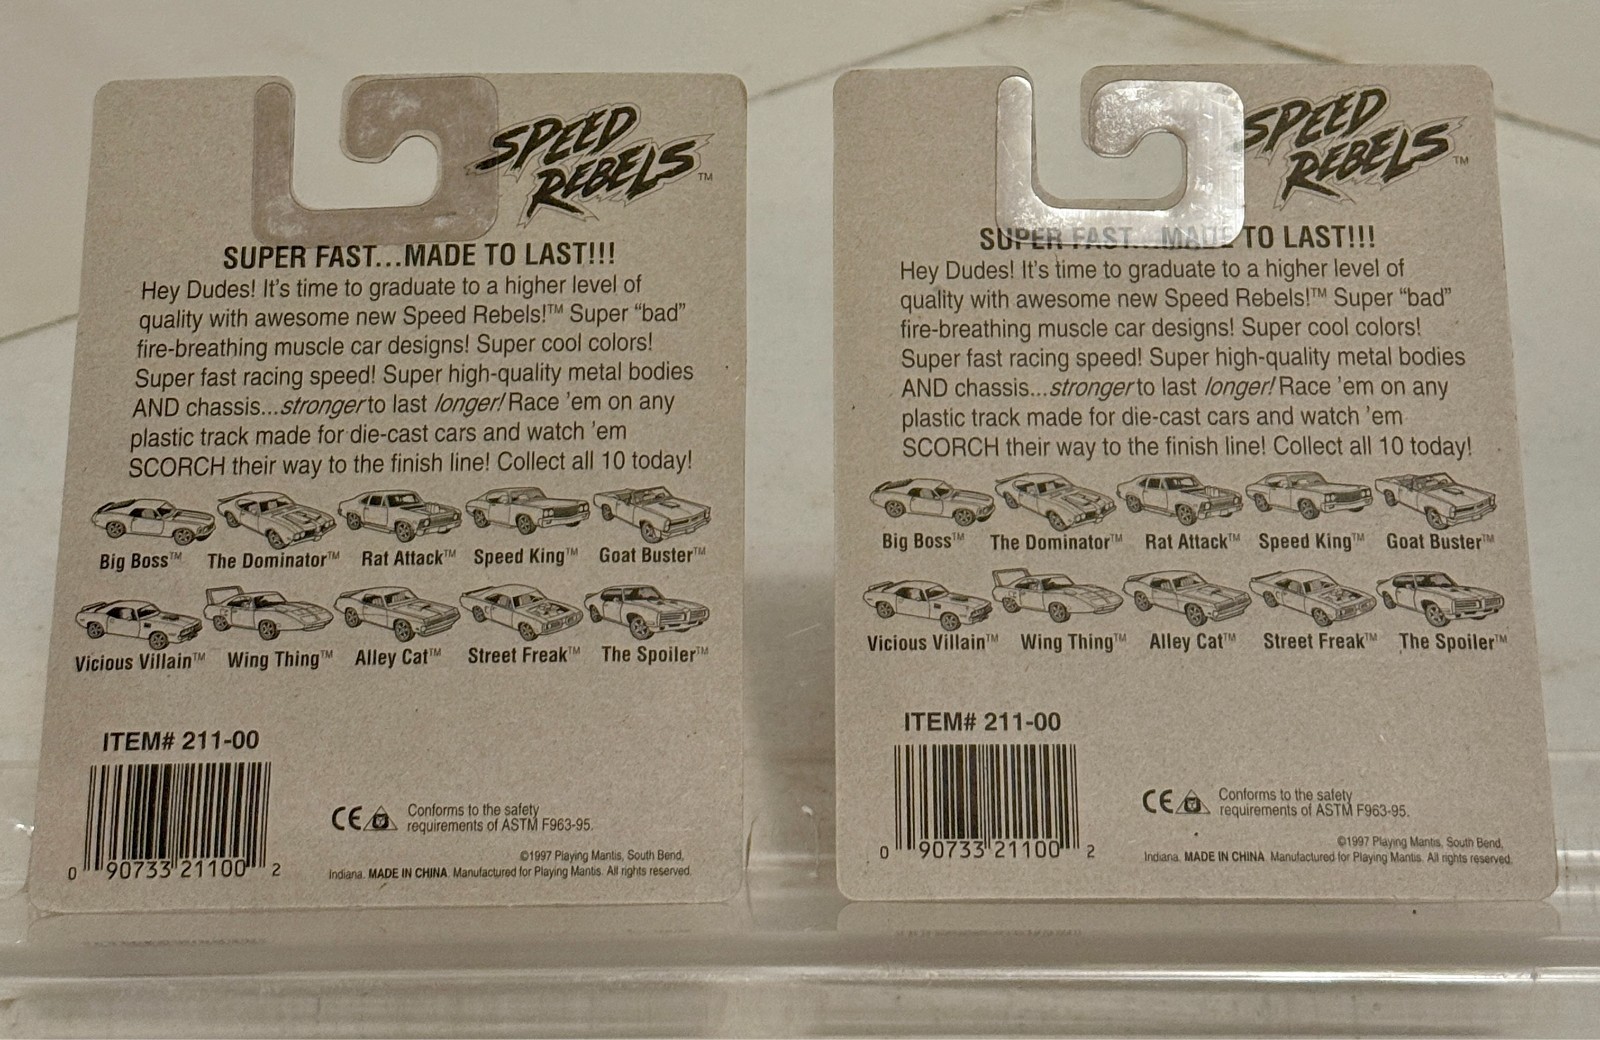 SPEED
REBELS™
SUPER FAST...MADE TO LAST!!!
Hey Dudes! It's time to graduate to a higher level of
quality with awesome new Speed Rebels!™ Super “bad”
fire-breathing muscle car designs! Super cool colors!
Super fast racing speed! Super high-quality metal bodies
AND chassis...stronger to last longer! Race 'em on any
plastic track made for die-cast cars and watch 'em
SCORCH their way to the finish line! Collect all 10 today!
Big Boss™ The Dominator™ Rat Attack™ Speed King™ Goat Buster™
Vicious Villain™ Wing Thing™ Alley Cat™ Street Freak™ The Spoiler™
ITEM# 211-00
CE Conforms to the safety
requirements of ASTM F963-95.
©1997 Playing Mantis, South Bend,
Indiana. MADE IN CHINA. Manufactured for Playing Mantis. All rights reserved.
0 90733 21100 2
SPEED
REBELS™
SUPER FAST...MADE TO LAST!!!
Hey Dudes! It's time to graduate to a higher level of
quality with awesome new Speed Rebels!™ Super “bad”
fire-breathing muscle car designs! Super cool colors!
Super fast racing speed! Super high-quality metal bodies
AND chassis...stronger to last longer! Race 'em on any
plastic track made for die-cast cars and watch 'em
SCORCH their way to the finish line! Collect all 10 today!
Big Boss™ The Dominator™ Rat Attack™ Speed King™ Goat Buster™
Vicious Villain™ Wing Thing™ Alley Cat™ Street Freak™ The Spoiler™
ITEM# 211-00
CE Conforms to the safety
requirements of ASTM F963-95.
©1997 Playing Mantis, South Bend,
Indiana. MADE IN CHINA. Manufactured for Playing Mantis. All rights reserved.
0 90733 21100 2